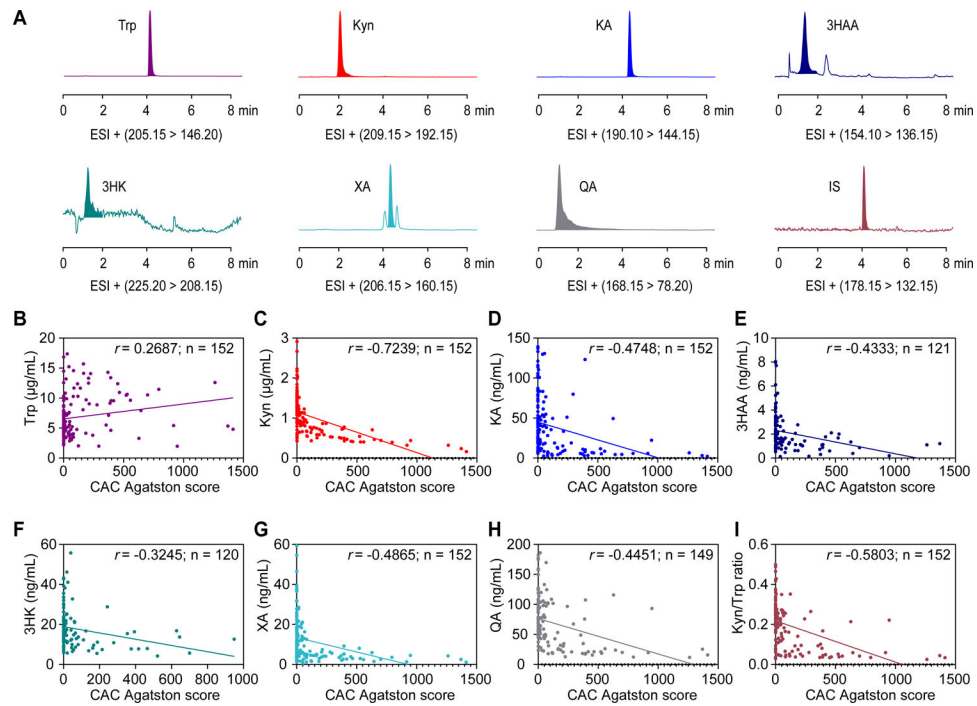 A
Trp
Kyn
KA
3HAA
0 2 4 6 8 min
0 2 4 6 8 min
0 2 4 6 8 min
0 2 4 6 8 min
ESI + (205.15 > 146.20)
ESI + (209.15 > 192.15)
ESI + (190.10 > 144.15)
ESI + (154.10 > 136.15)
3HK
XA
QA
IS
0 2 4 6 8 min
0 2 4 6 8 min
0 2 4 6 8 min
0 2 4 6 8 min
ESI + (225.20 > 208.15)
ESI + (206.15 > 160.15)
ESI + (168.15 > 78.20)
ESI + (178.15 > 132.15)
B
r= 0.2687; n = 152
Trp (µg/mL)
20
15
10
5
0
0 500 1000 1500
CAC Agatston score
C
r= -0.7239; n = 152
Kyn (µg/mL)
3
2
1
0
0 500 1000 1500
CAC Agatston score
D
r= -0.4748; n = 152
KA (ng/mL)
150
100
50
0
0 500 1000 1500
CAC Agatston score
E
r= -0.4333; n = 121
3HAA (ng/mL)
10
8
6
4
2
0
0 500 1000 1500
CAC Agatston score
F
r= -0.3245; n = 120
3HK (ng/mL)
60
40
20
0
0 200 400 600 800 1000
CAC Agatston score
G
r= -0.4865; n = 152
XA (ng/mL)
60
40
20
0
0 500 1000 1500
CAC Agatston score
H
r= -0.4451; n = 149
QA (ng/mL)
200
150
100
50
0
0 500 1000 1500
CAC Agatston score
I
r= -0.5803; n = 152
Kyn/Trp ratio
0.6
0.4
0.2
0.0
0 500 1000 1500
CAC Agatston score